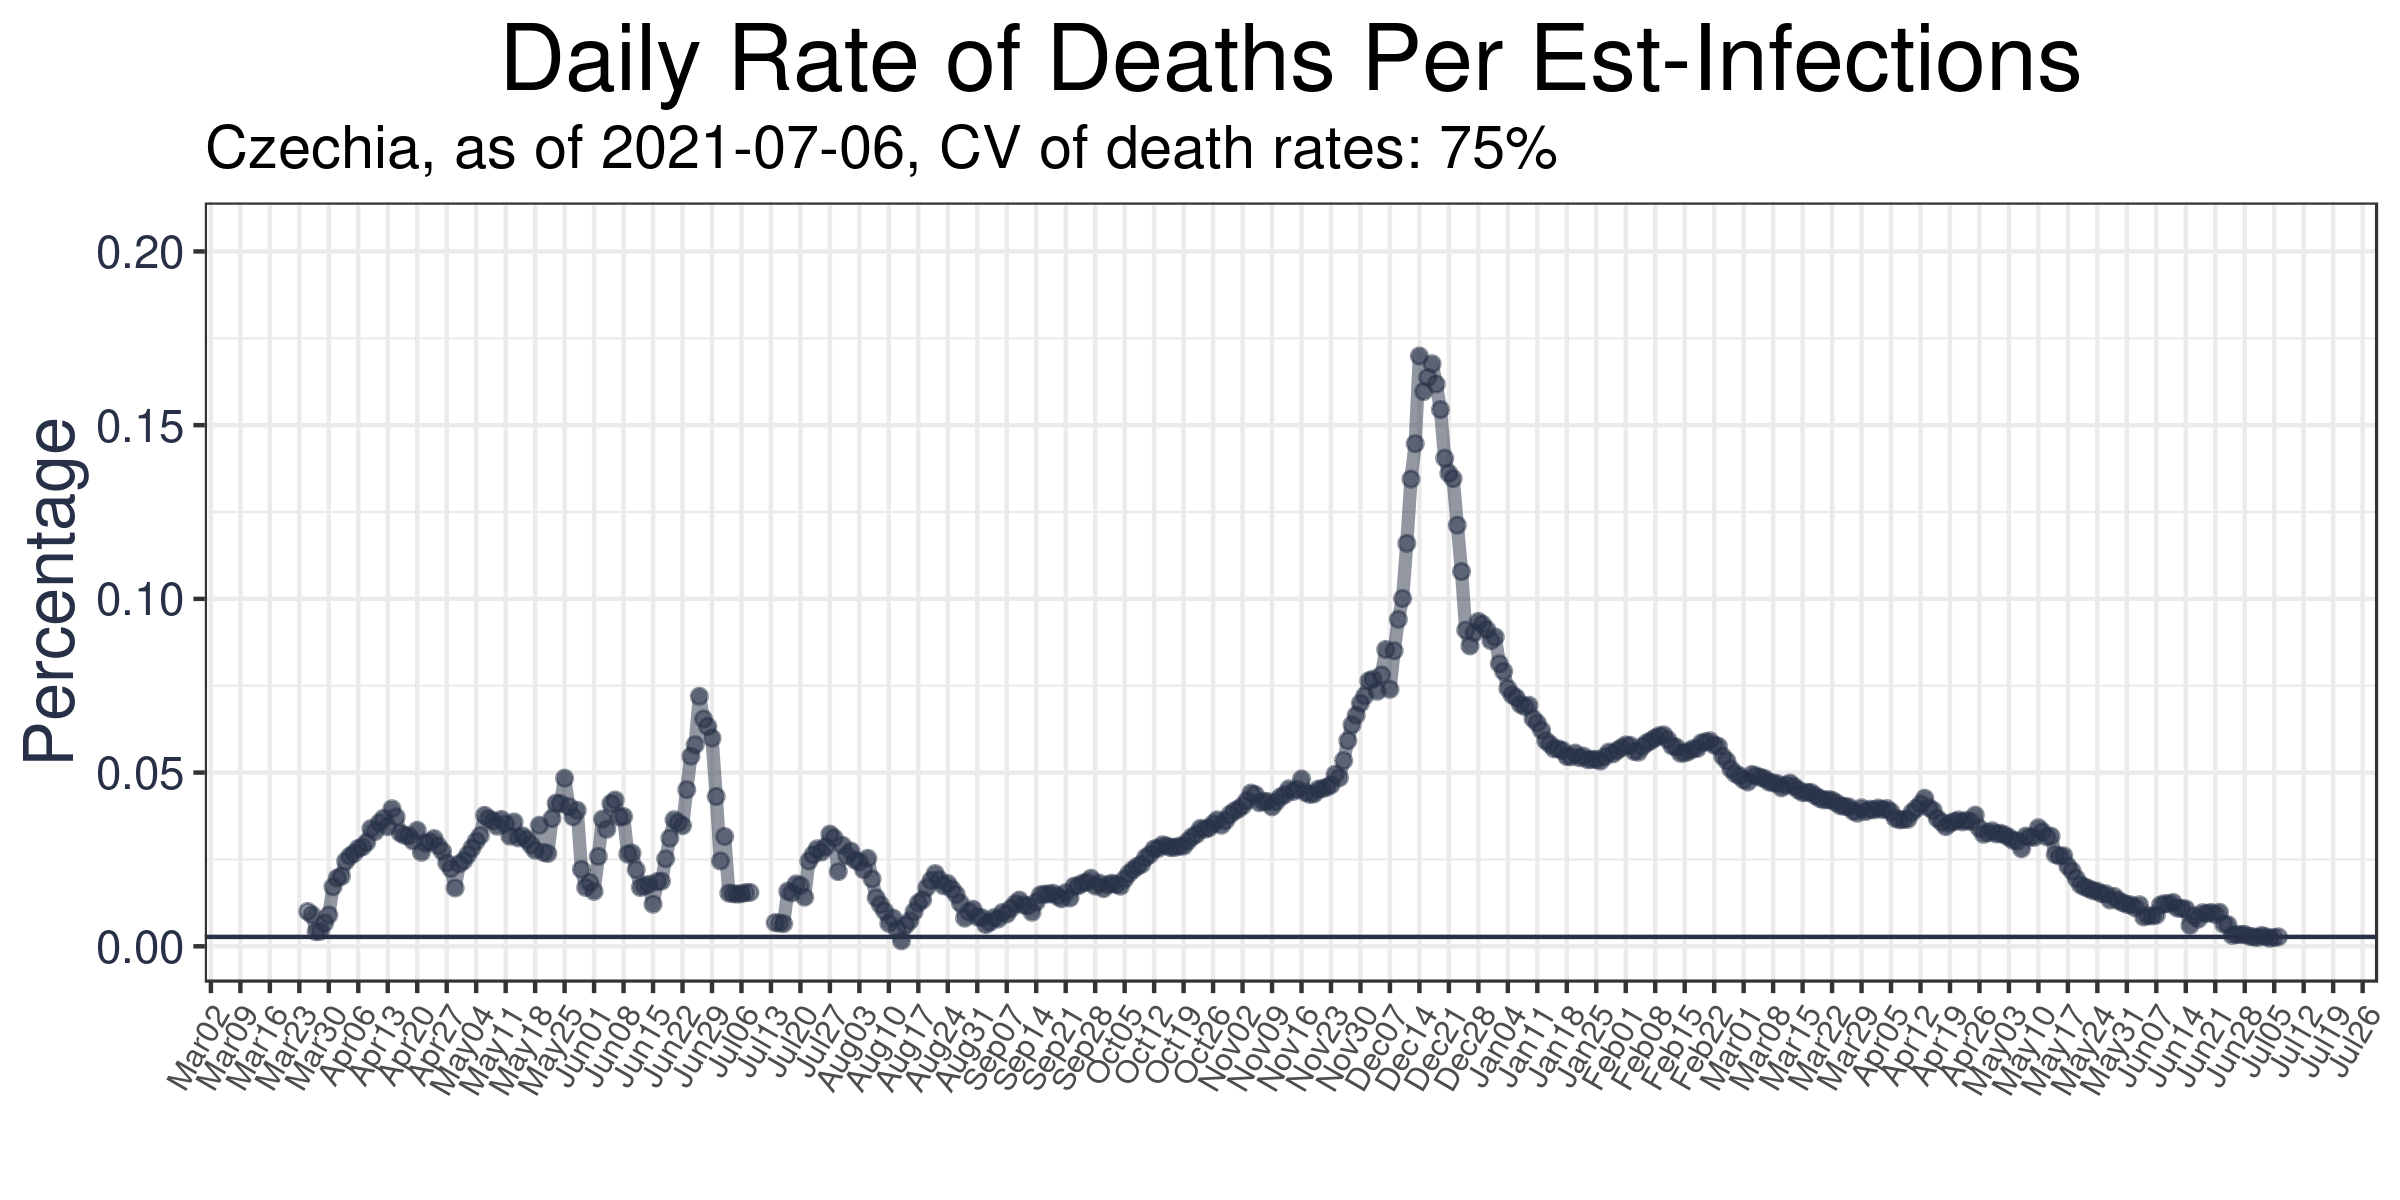 Daily Rate of Deaths Per Est-Infections
Czechia, as of 2021-07-06, CV of death rates: 75%
Percentage
0.20
0.15
0.10
0.05
0.00
Mar02
Mar09
Mar16
Mar23
Mar30
Apr06
Apr13
Apr20
Apr27
May04
May11
May18
May25
Jun01
Jun08
Jun15
Jun22
Jun29
Jul06
Jul13
Jul20
Jul27
Aug03
Aug10
Aug17
Aug24
Aug31
Sep07
Sep14
Sep21
Sep28
Oct05
Oct12
Oct19
Oct26
Nov02
Nov09
Nov16
Nov23
Nov30
Dec07
Dec14
Dec21
Dec28
Jan04
Jan11
Jan18
Jan25
Feb01
Feb08
Feb15
Feb22
Mar01
Mar08
Mar15
Mar22
Mar29
Apr05
Apr12
Apr19
Apr26
May03
May10
May17
May24
May31
Jun07
Jun14
Jun21
Jun28
Jul05
Jul12
Jul19
Jul26